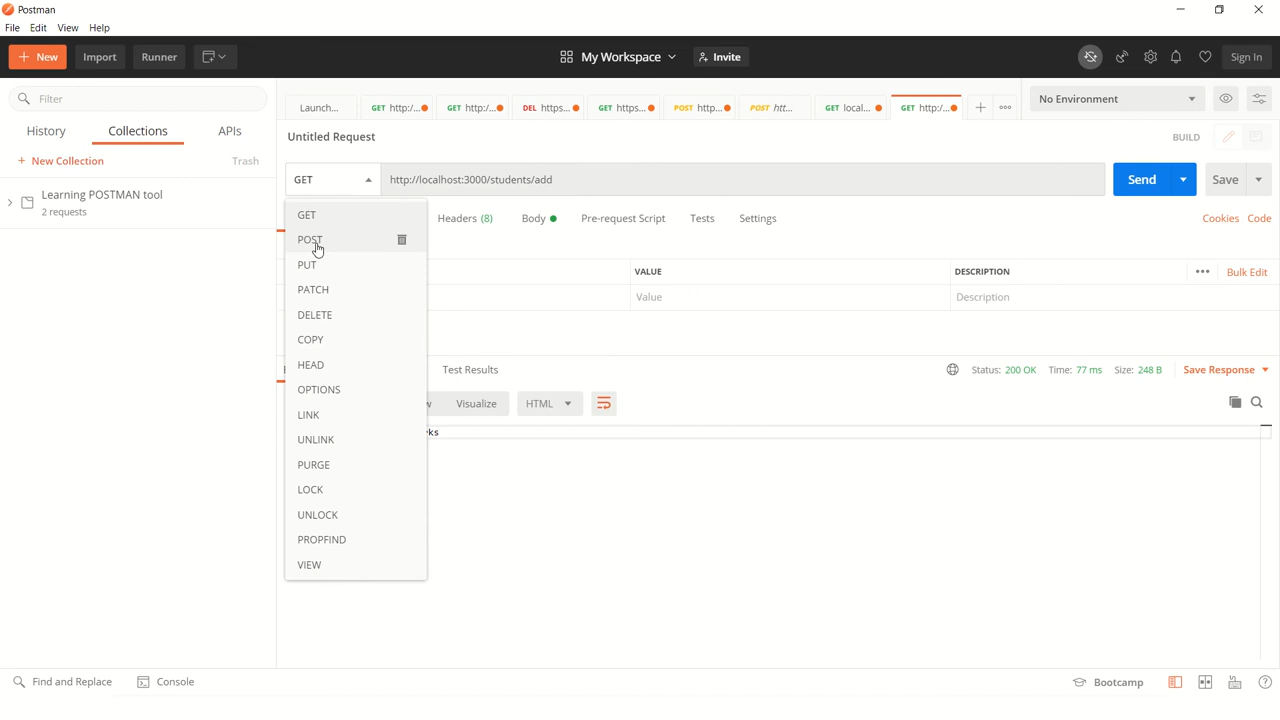 Postman
File Edit View Help
New Import Runner My Workspace Invite Sign In
Filter
History Collections APIs
+ New Collection Trash
Learning POSTMAN tool
2 requests
Launch... GET http:/... GET http:/... DEL https... GET https... POST http... POST htt... GET local... GET http:/... No Environment
Untitled Request BUILD
GET http://localhost:3000/students/add Send Save
Headers (8) Body Pre-request Script Tests Settings Cookies Code
VALUE DESCRIPTION Bulk Edit
Value Description
GET
POST
PUT
PATCH
DELETE
COPY
HEAD
OPTIONS
LINK
UNLINK
PURGE
LOCK
UNLOCK
PROPFIND
VIEW
Test Results Status: 200 OK Time: 77 ms Size: 248 B Save Response
w Visualize HTML
ks
Find and Replace Console Bootcamp